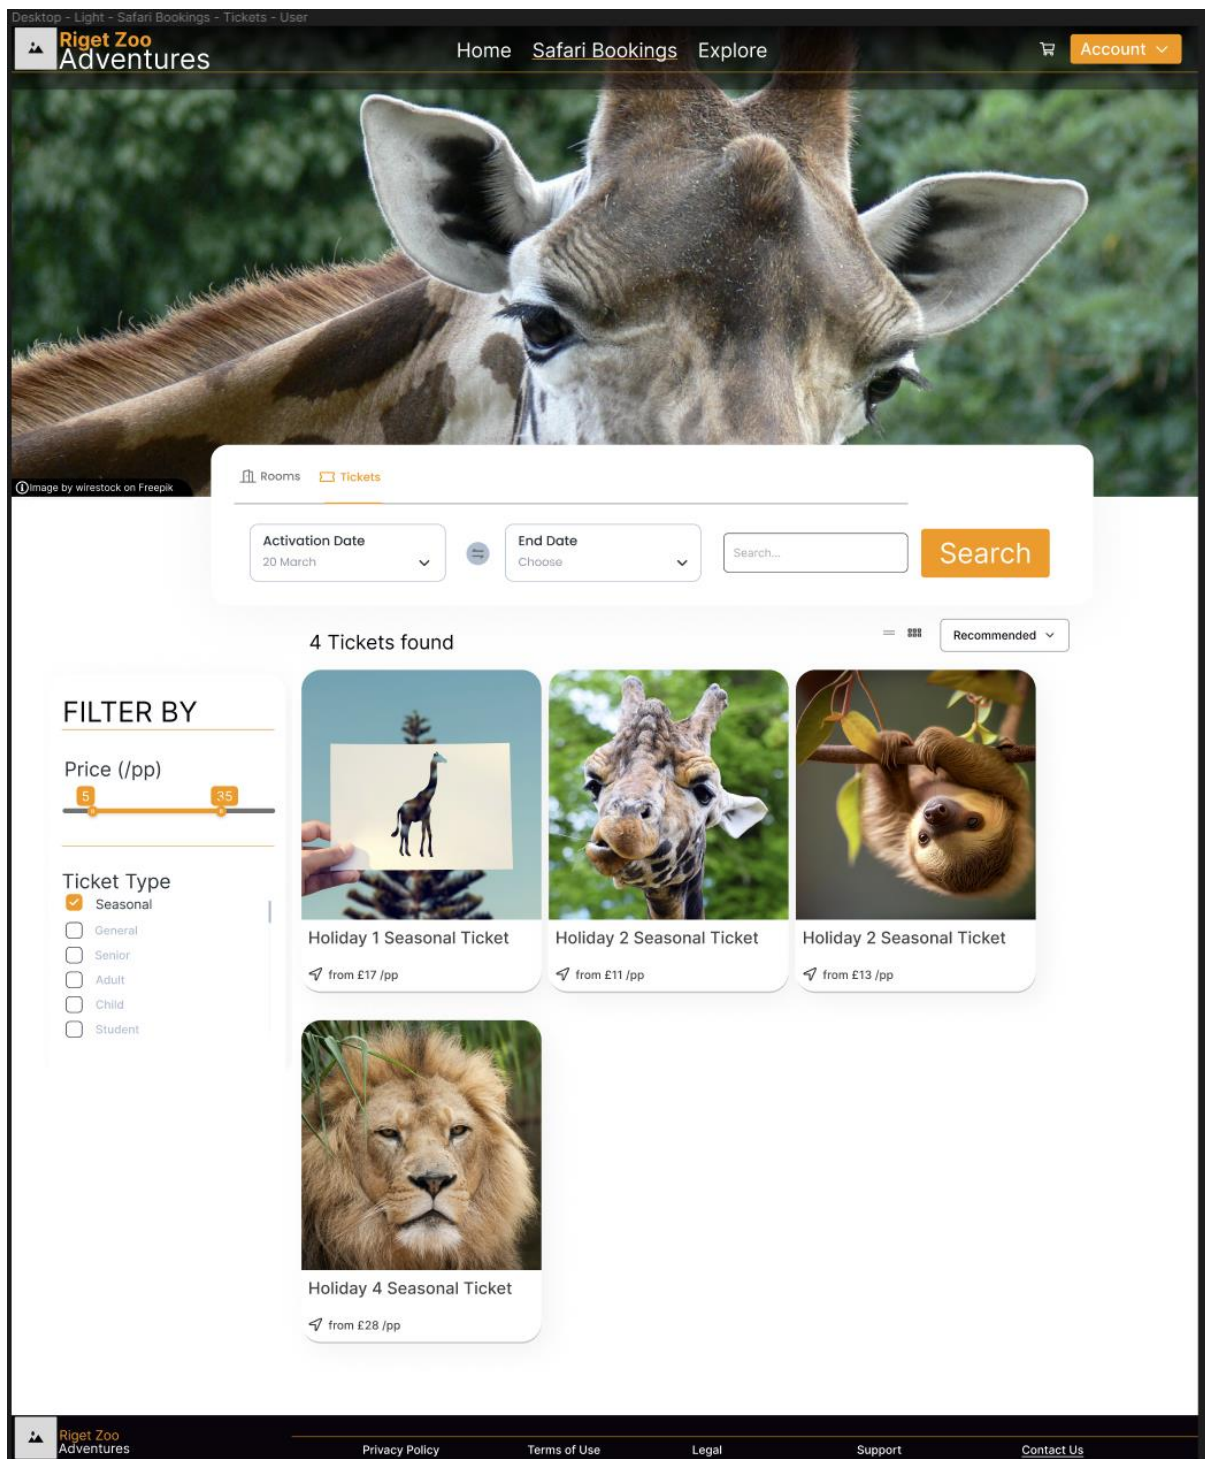 Desktop - Light - Safari Bookings - Tickets - User
Riget Zoo
Adventures
Home Safari Bookings Explore
Account
Image by wirestock on Freepik
Rooms Tickets
Activation Date
20 March
End Date
Choose
Search...
Search
4 Tickets found
Recommended
FILTER BY
Price (/pp)
5 35
Ticket Type
Seasonal
General
Senior
Adult
Child
Student
Holiday 1 Seasonal Ticket
from £17 /pp
Holiday 2 Seasonal Ticket
from £11 /pp
Holiday 2 Seasonal Ticket
from £13 /pp
Holiday 4 Seasonal Ticket
from £28 /pp
Riget Zoo
Adventures
Privacy Policy Terms of Use Legal Support Contact Us